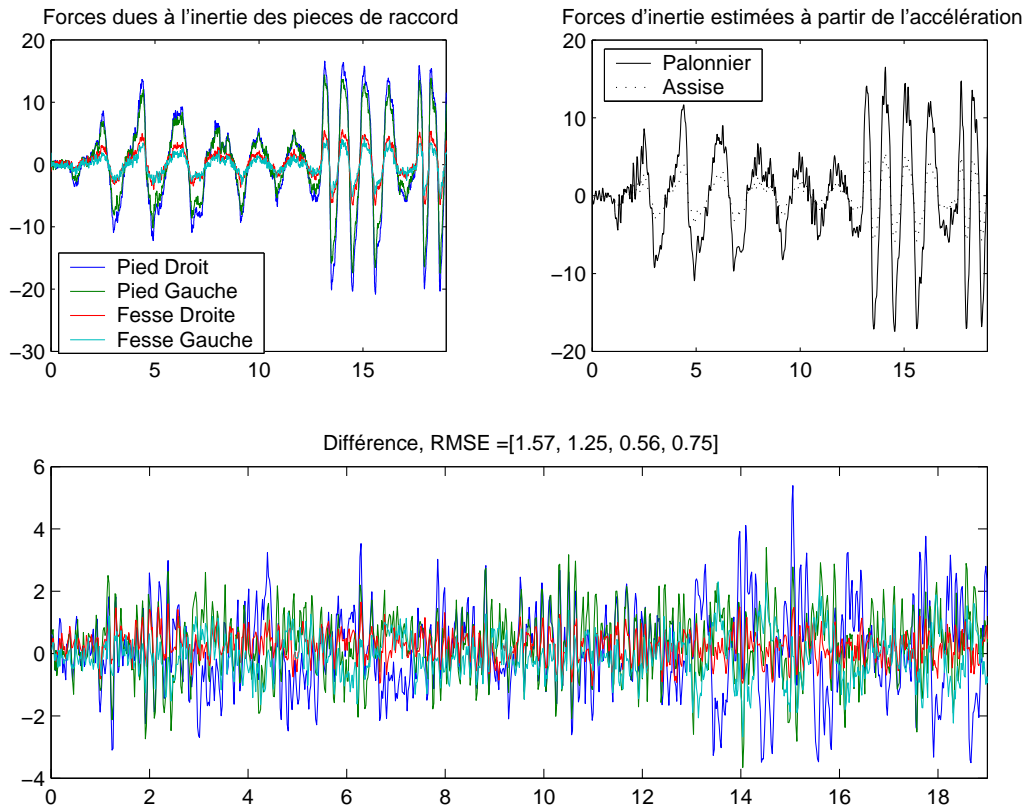 Forces dues à l'inertie des pieces de raccord
20
10
0
−10
−20
−30
0 5 10 15
Pied Droit
Pied Gauche
Fesse Droite
Fesse Gauche
Forces d'inertie estimées à partir de l'accélération
20
10
0
−10
−20
0 5 10 15
Palonnier
Assise
Différence, RMSE =[1.57, 1.25, 0.56, 0.75]
6
4
2
0
−2
−4
0 2 4 6 8 10 12 14 16 18